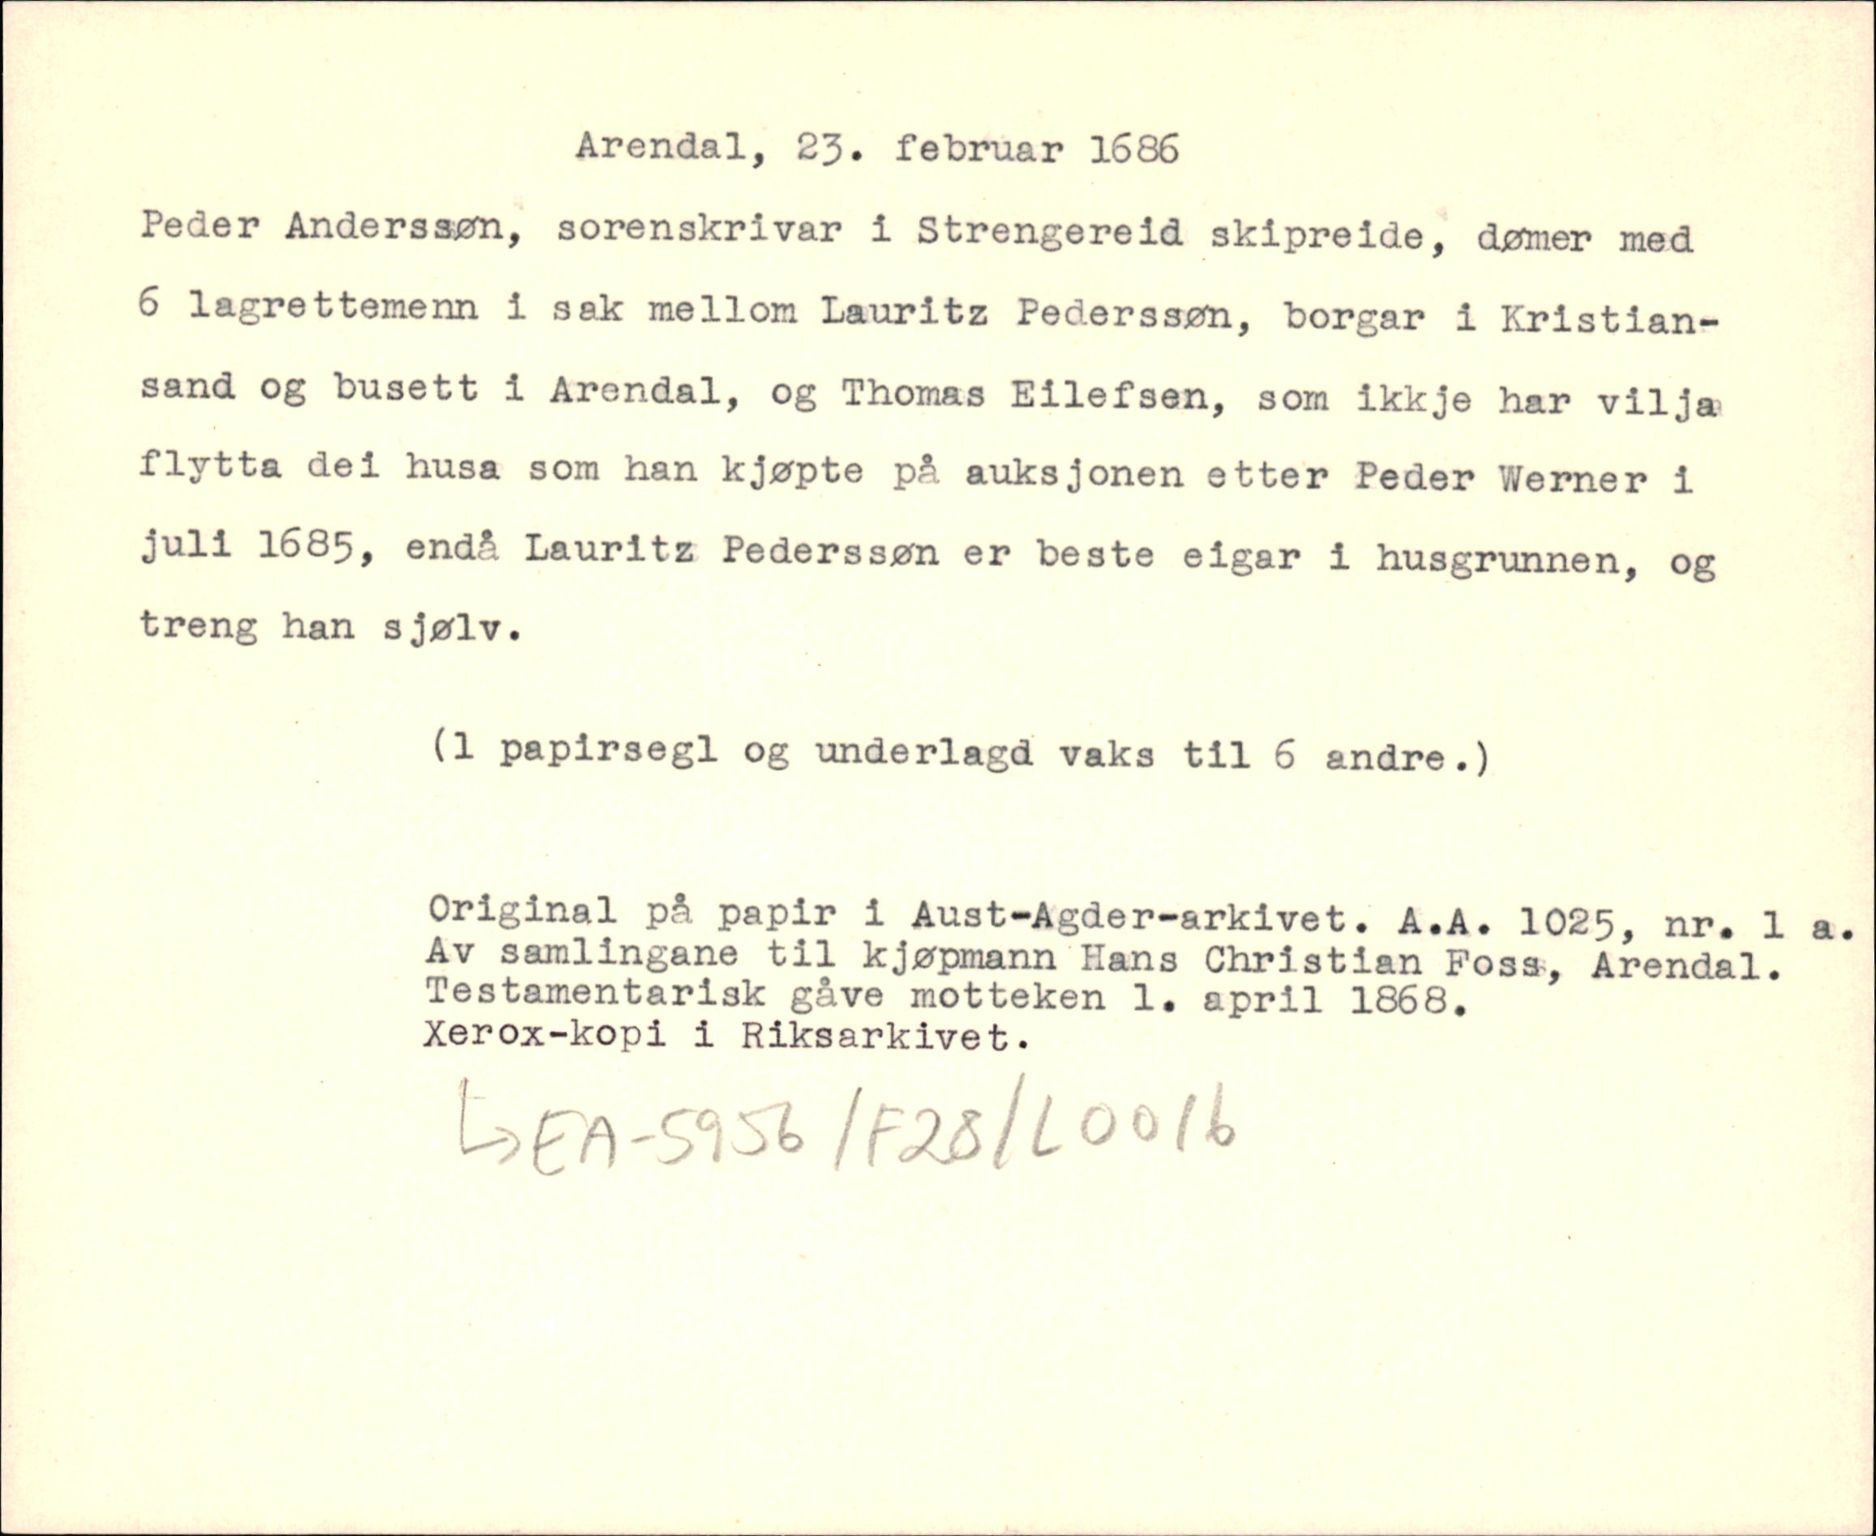 Arendal, 23. februar 1686
Peder Anderssøn, sorenskrivar i Strengereid skipreide, dømer med
6 lagrettemenn i sak mellom Lauritz Pederssøn, borgar i Kristian-
sand og busett i Arendal, og Thomas Eilefsen, som ikkje har vilja
flytta dei husa som han kjøpte på auksjonen etter Peder Werner i
juli 1685, endå Lauritz Pederssøn er beste eigar i husgrunnen, og
treng han sjølv.
(1 papirsegl og underlagd vaks til 6 andre.)
Original på papir i Aust-Agder-arkivet. A.A. 1025, nr. 1 a.
Av samlingane til kjøpmann Hans Christian Foss, Arendal.
Testamentarisk gåve motteken 1. april 1868.
Xerox-kopi i Riksarkivet.
↳ EA-5956/F28/L0016